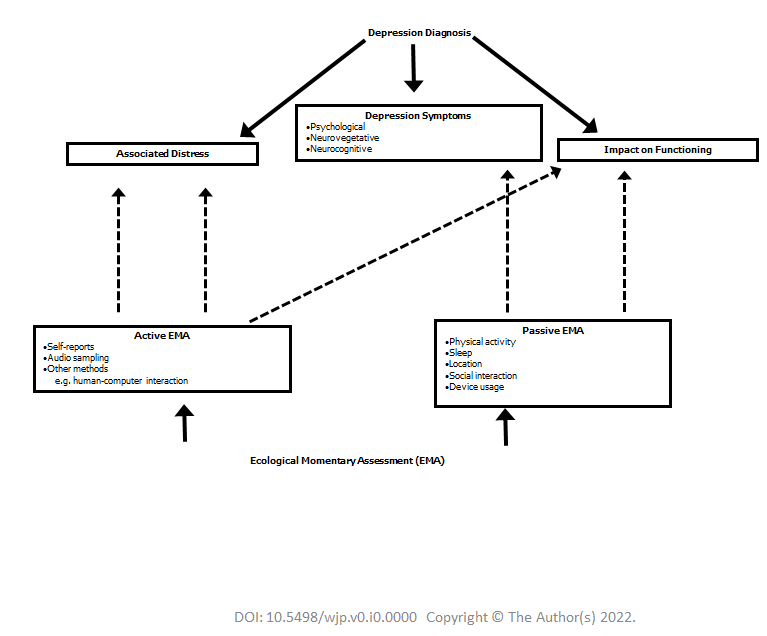 Depression Diagnosis
Depression Symptoms
•Psychological
•Neurovegetative
•Neurocognitive
Associated Distress
Impact on Functioning
Active EMA
•Self-reports
•Audio sampling
•Other methods
e.g. human-computer interaction
Passive EMA
•Physical activity
•Sleep
•Location
•Social interaction
•Device usage
Ecological Momentary Assessment (EMA)
DOI: 10.5498/wjp.v0.i0.0000 Copyright © The Author(s) 2022.